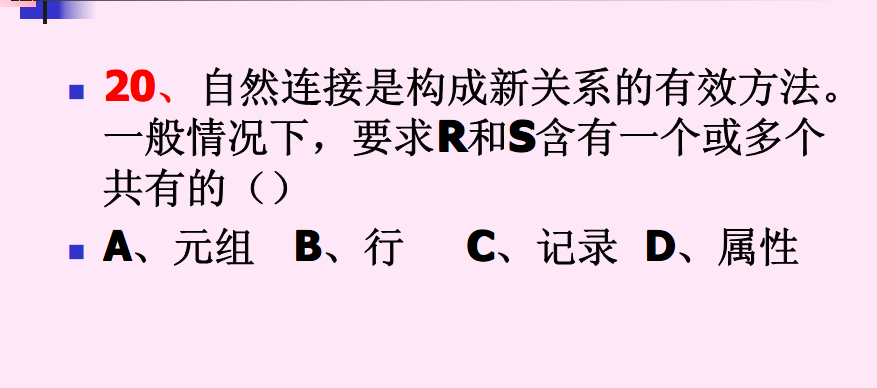 20、自然连接是构成新关系的有效方法。
一般情况下，要求R和S含有一个或多个
共有的（）
A、元组 B、行 C、记录 D、属性